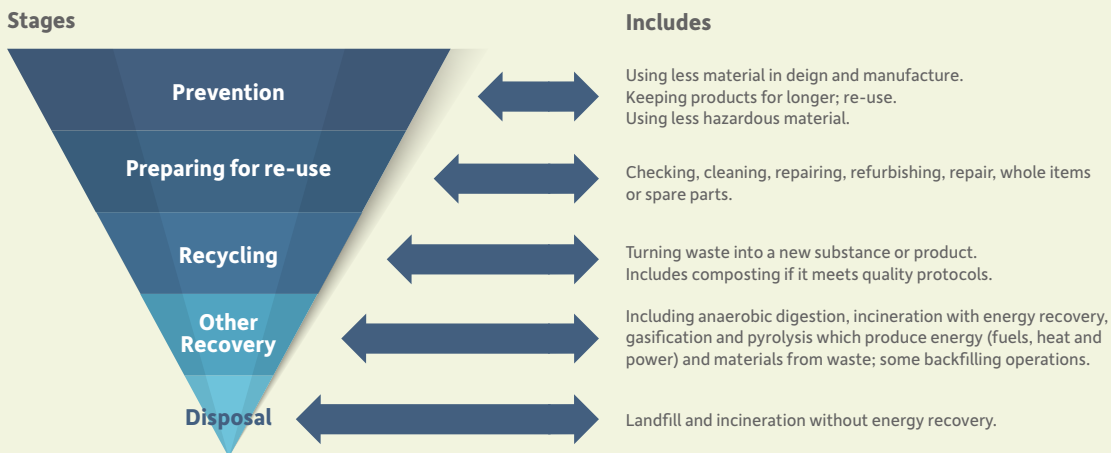 Stages
Includes
Prevention
Using less material in deign and manufacture.
Keeping products for longer; re-use.
Using less hazardous material.
Preparing for re-use
Checking, cleaning, repairing, refurbishing, repair, whole items
or spare parts.
Recycling
Turning waste into a new substance or product.
Includes composting if it meets quality protocols.
Other
Recovery
Including anaerobic digestion, incineration with energy recovery,
gasification and pyrolysis which produce energy (fuels, heat and
power) and materials from waste; some backfilling operations.
Disposal
Landfill and incineration without energy recovery.